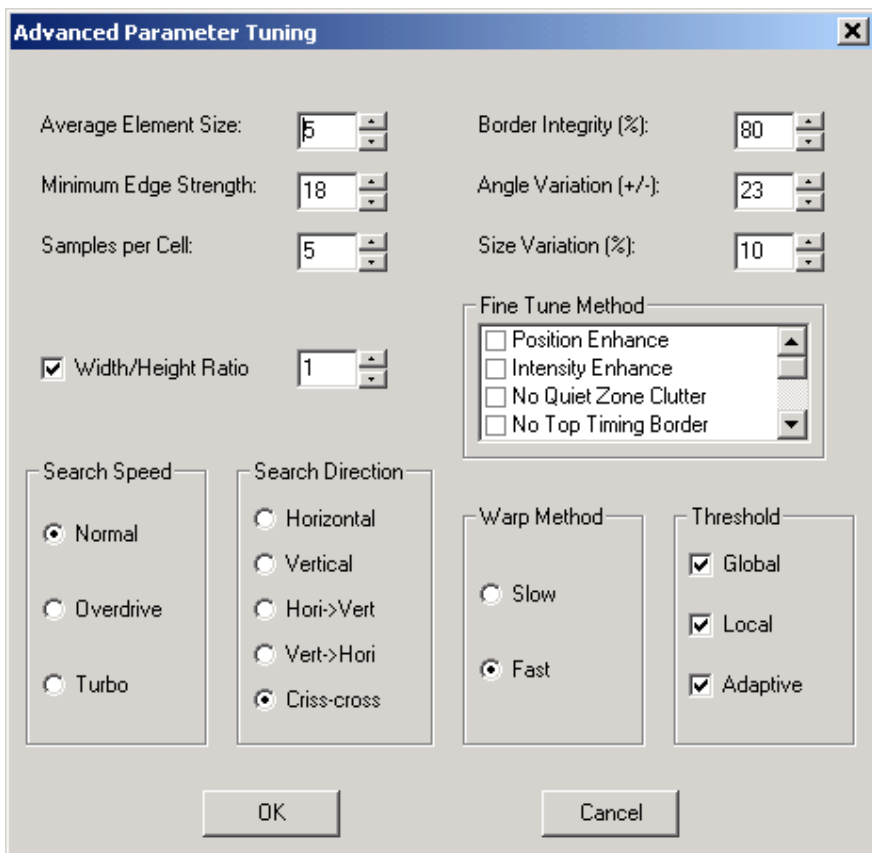 Advanced Parameter Tuning
Average Element Size: 5
Border Integrity (%): 80
Minimum Edge Strength: 18
Angle Variation (+/-): 23
Samples per Cell: 5
Size Variation (%): 10
Width/Height Ratio 1
Fine Tune Method
Position Enhance
Intensity Enhance
No Quiet Zone Clutter
No Top Timing Border
Search Speed
Normal
Overdrive
Turbo
Search Direction
Horizontal
Vertical
Hori->Vert
Vert->Hori
Criss-cross
Warp Method
Slow
Fast
Threshold
Global
Local
Adaptive
OK
Cancel